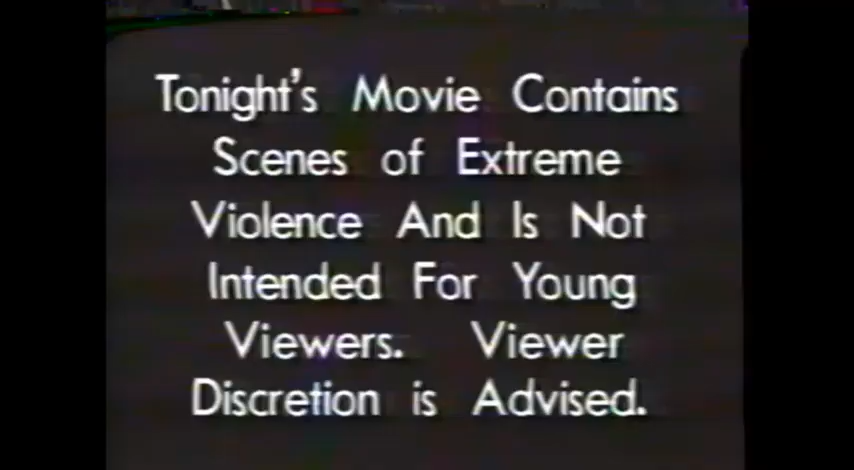 Tonight's Movie Contains
Scenes of Extreme
Violence And Is Not
Intended For Young
Viewers. Viewer
Discretion is Advised.